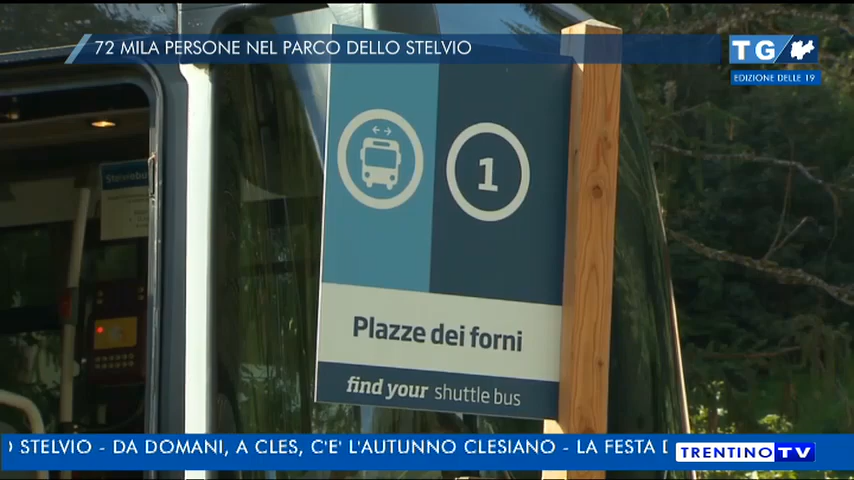 72 MILA PERSONE NEL PARCO DELLO STELVIO
TG
EDIZIONE DELLE 19
Stelviobus
1
Plazze dei forni
find your shuttle bus
O STELVIO - DA DOMANI, A CLES, C'E' L'AUTUNNO CLESIANO - LA FESTA D
TRENTINO TV